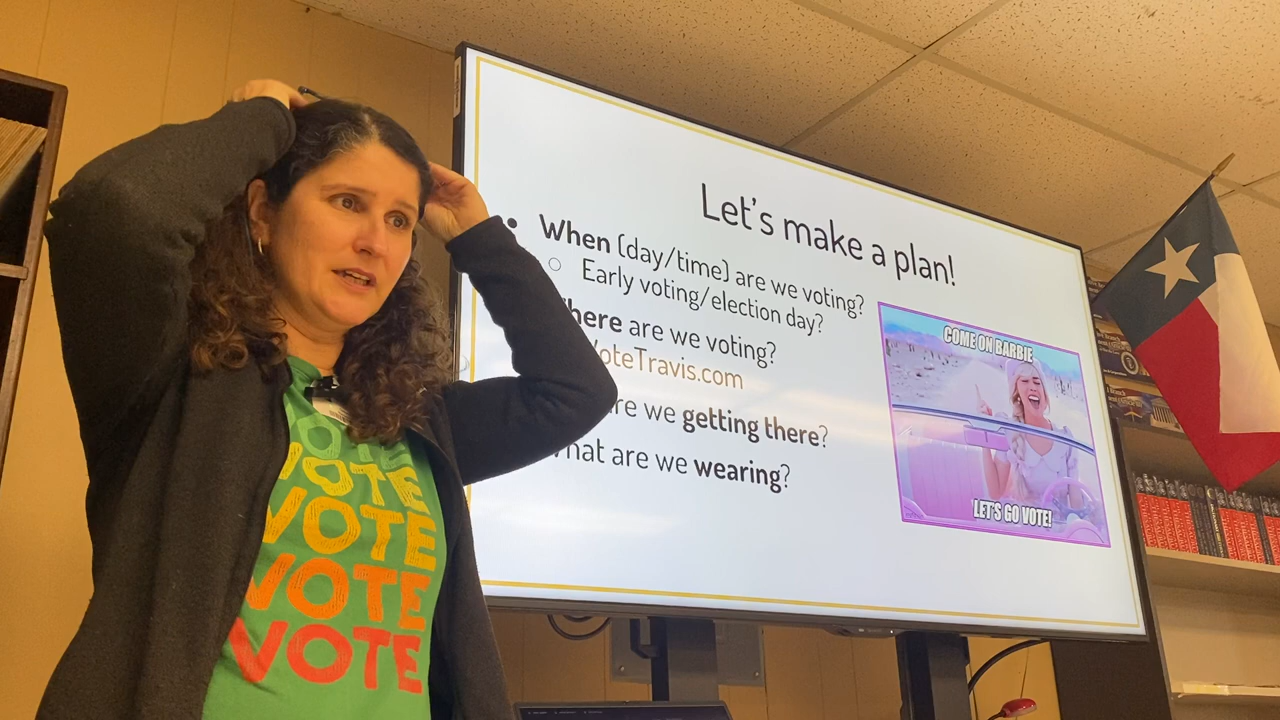 Let's make a plan!
When (day/time) are we voting?
Early voting/election day?
here are we voting?
VoteTravis.com
are we getting there?
hat are we wearing?
COME ON BARBIE
LET'S GO VOTE!
VOTE
VOTE
VOTE
VOTE
VOTE